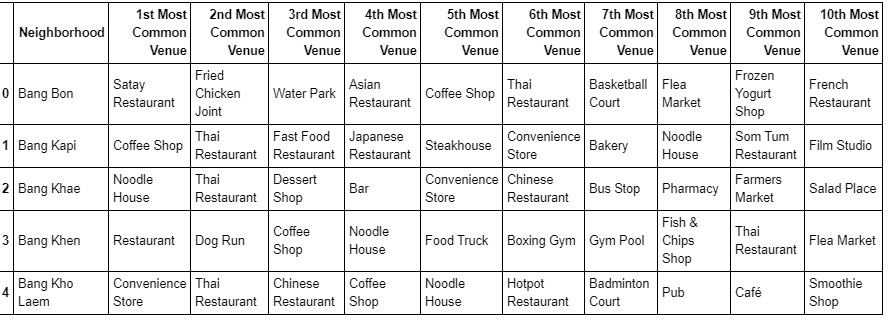 Neighborhood 1st Most Common Venue 2nd Most Common Venue 3rd Most Common Venue 4th Most Common Venue 5th Most Common Venue 6th Most Common Venue 7th Most Common Venue 8th Most Common Venue 9th Most Common Venue 10th Most Common Venue
0 Bang Bon Satay Restaurant Fried Chicken Joint Water Park Asian Restaurant Coffee Shop Thai Restaurant Basketball Court Flea Market Frozen Yogurt Shop French Restaurant
1 Bang Kapi Coffee Shop Thai Restaurant Fast Food Restaurant Japanese Restaurant Steakhouse Convenience Store Bakery Noodle House Som Tum Restaurant Film Studio
2 Bang Khae Noodle House Thai Restaurant Dessert Shop Bar Convenience Store Chinese Restaurant Bus Stop Pharmacy Farmers Market Salad Place
3 Bang Khen Restaurant Dog Run Coffee Shop Noodle House Food Truck Boxing Gym Gym Pool Fish & Chips Shop Thai Restaurant Flea Market
4 Bang Kho Laem Convenience Store Thai Restaurant Chinese Restaurant Coffee Shop Noodle House Hotpot Restaurant Badminton Court Pub Café Smoothie Shop